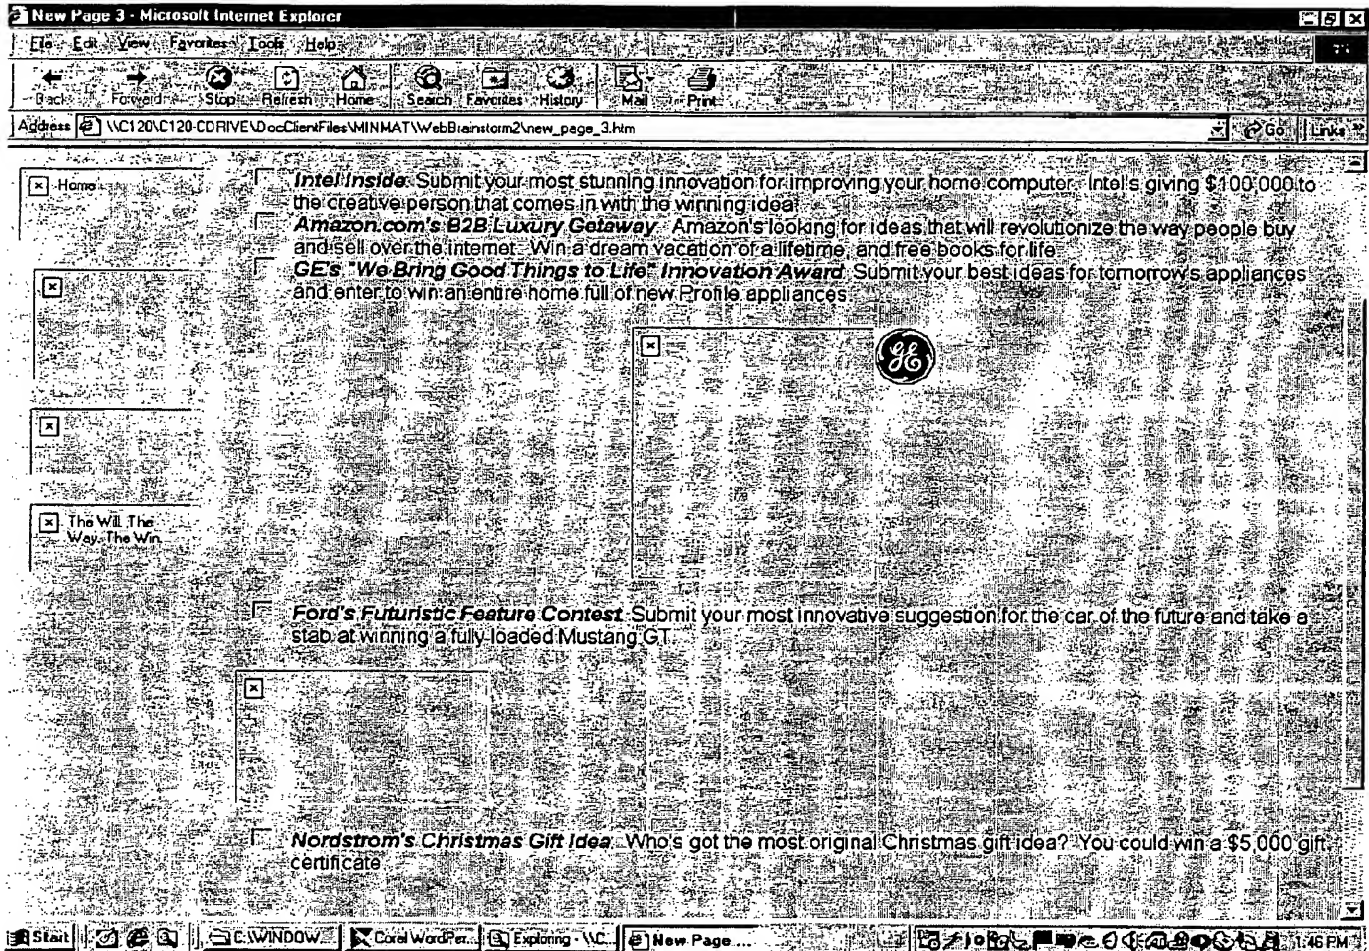 New Page 3 - Microsoft Internet Explorer
File Edit View Favorites Tools Help
Back Forward Stop Refresh Home Search Favorites History Mail Print
Address \\C120\C120-CDRIVE\DocClientFiles\MINMAT\WebBrainstorm2\new_page_3.htm Go Links
Home
Intel Inside: Submit your most stunning innovation for improving your home computer. Intel's giving $100,000 to
the creative person that comes in with the winning idea!
Amazon.com's B2B Luxury Getaway: Amazon's looking for ideas that will revolutionize the way people buy
and sell over the internet. Win a dream vacation of a lifetime, and free books for life.
GE's "We Bring Good Things to Life" Innovation Award: Submit your best ideas for tomorrow's appliances
and enter to win an entire home full of new Profile appliances.
GE
The Will. The
Way. The Win.
Ford's Futuristic Feature Contest: Submit your most innovative suggestion for the car of the future and take a
stab at winning a fully-loaded Mustang GT.
Nordstrom's Christmas Gift Idea: Who's got the most original Christmas gift idea? You could win a $5,000 gift
certificate
Start C:\WINDOW... Corel WordPer... Exploring - \\C... New Page ... 1:46 PM